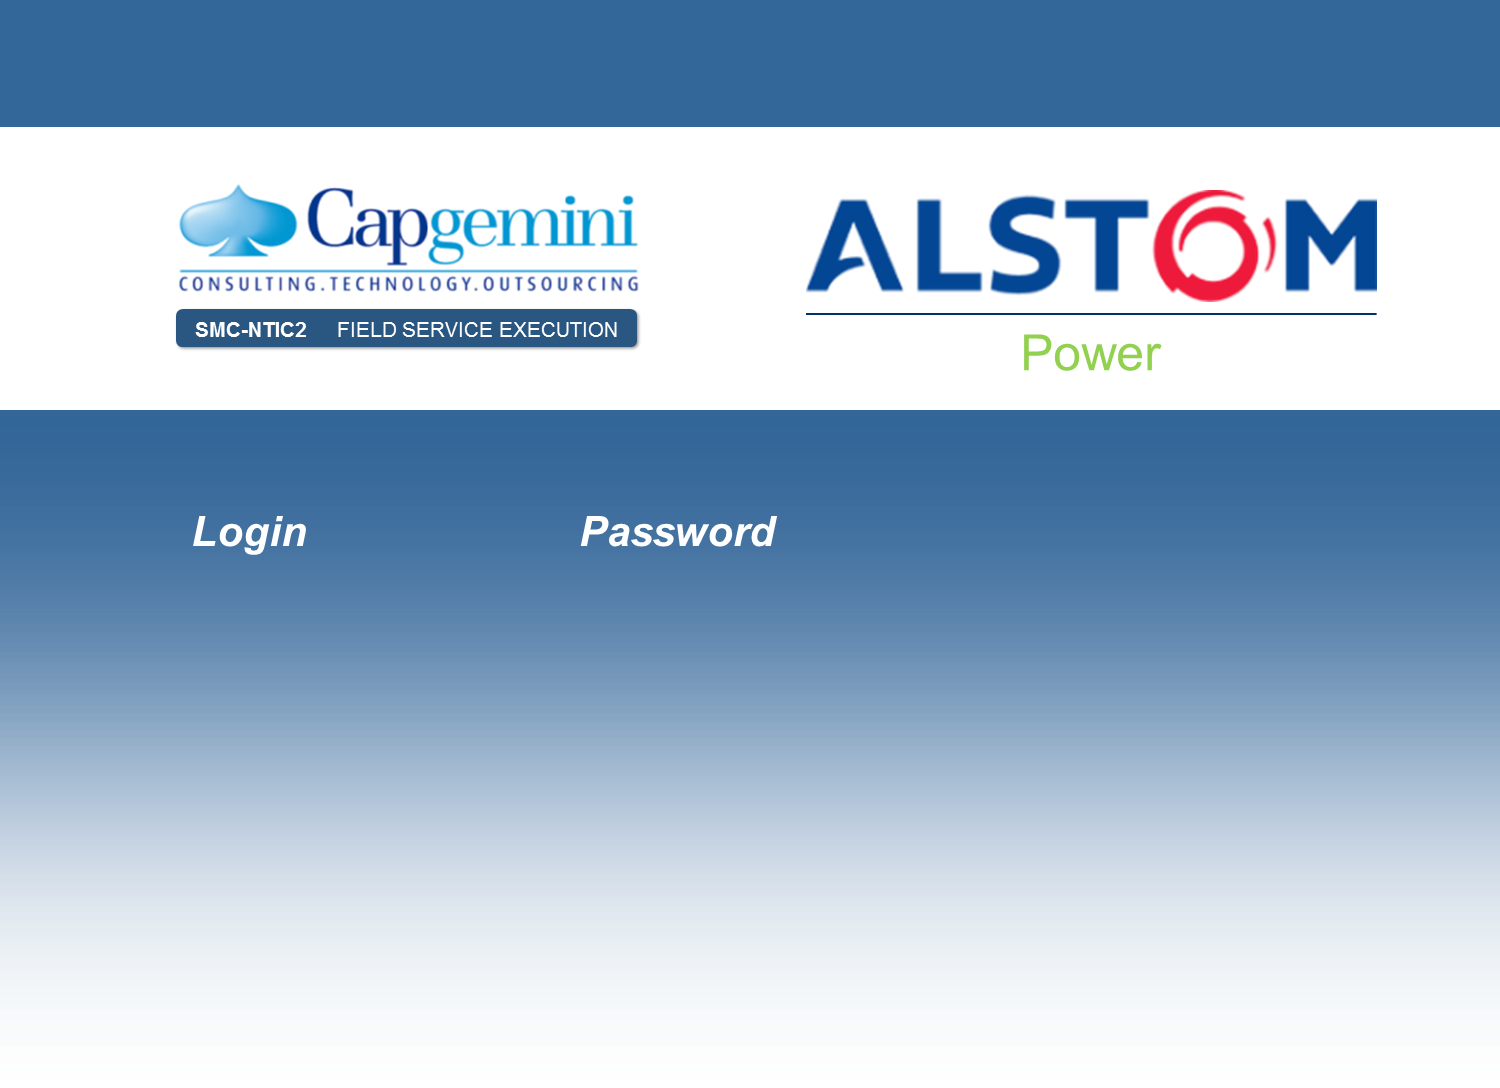 Capgemini
CONSULTING.TECHNOLOGY.OUTSOURCING
SMC-NTIC2 FIELD SERVICE EXECUTION
ALSTOM
Power
Login Password